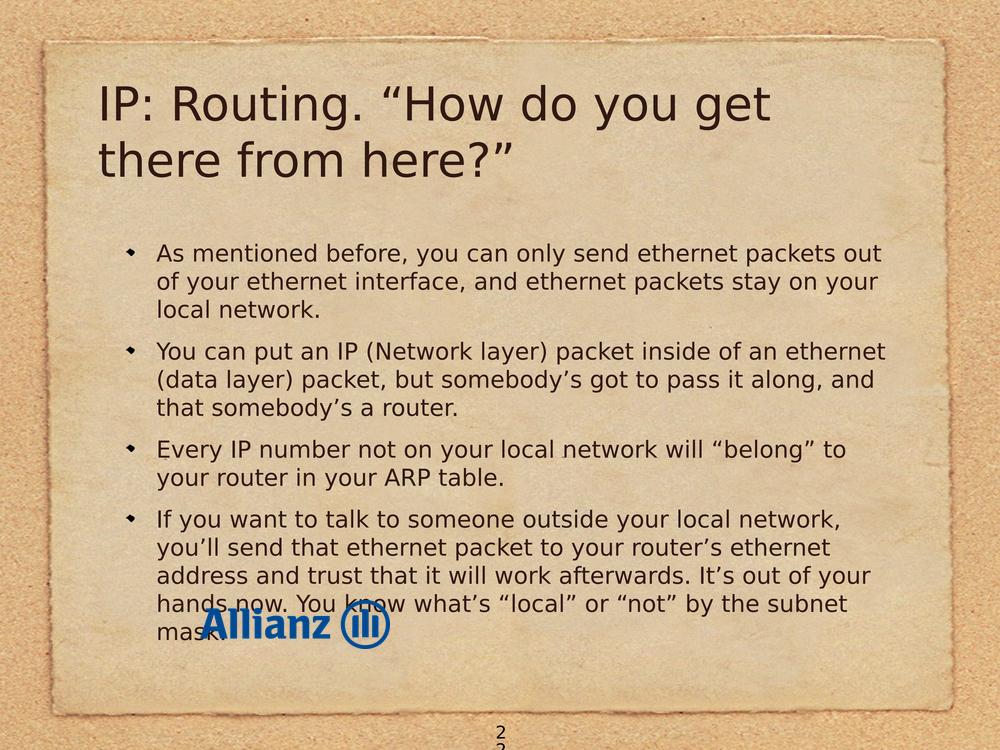 IP: Routing. “How do you get
there from here?”
As mentioned before, you can only send ethernet packets out
of your ethernet interface, and ethernet packets stay on your
local network.
You can put an IP (Network layer) packet inside of an ethernet
(data layer) packet, but somebody’s got to pass it along, and
that somebody’s a router.
Every IP number not on your local network will “belong” to
your router in your ARP table.
If you want to talk to someone outside your local network,
you’ll send that ethernet packet to your router’s ethernet
address and trust that it will work afterwards. It’s out of your
hands now. You know what’s “local” or “not” by the subnet
mask.
Allianz
2
2